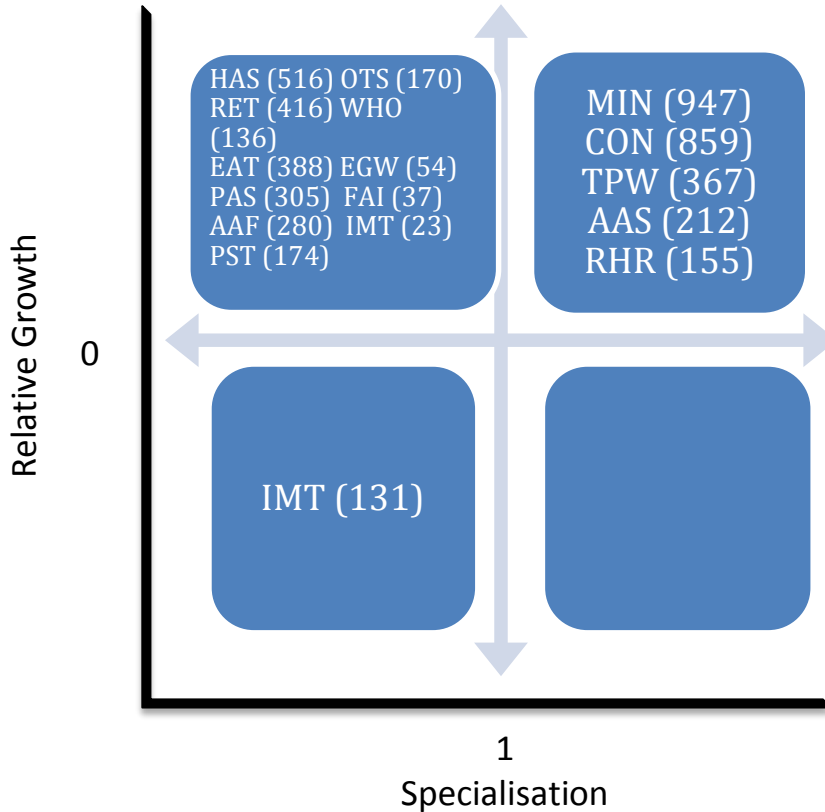 HAS (516) OTS (170)
RET (416) WHO
(136)
EAT (388) EGW (54)
PAS (305) FAI (37)
AAF (280) IMT (23)
PST (174)
MIN (947)
CON (859)
TPW (367)
AAS (212)
RHR (155)
Relative Growth
0
IMT (131)
1
Specialisation